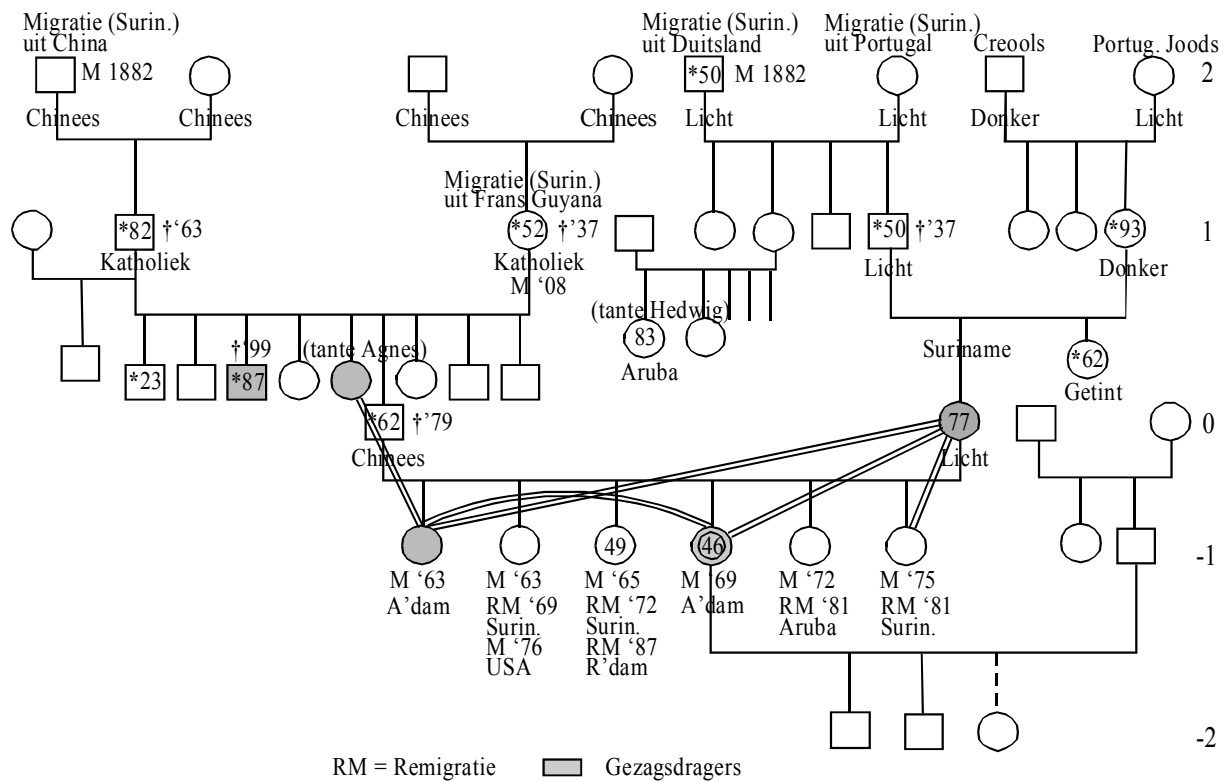 Migratie (Surin.)
uit China
M 1882
Chinees
Chinees
Chinees
Chinees
Migratie (Surin.)
uit Duitsland
*50
M 1882
Licht
Migratie (Surin.)
uit Portugal
Licht
Creools
Donker
Portug. Joods
Licht
2
*82
†‘63
Katholiek
Migratie (Surin.)
uit Frans Guyana
*52
†’37
Katholiek
M ‘08
*50
†’37
Licht
*93
Donker
1
*23
†‘99
*87
(tante Agnes)
*62
†’79
Chinees
(tante Hedwig)
83
Aruba
Suriname
77
Licht
*62
Getint
0
M ‘63
A’dam
M ‘63
RM ‘69
Surin.
M ‘76
USA
49
M ‘65
RM ‘72
Surin.
RM ‘87
R’dam
46
M ‘69
A’dam
M ‘72
RM ‘81
Aruba
M ‘75
RM ‘81
Surin.
-1
-2
RM = Remigratie
Gezagsdragers